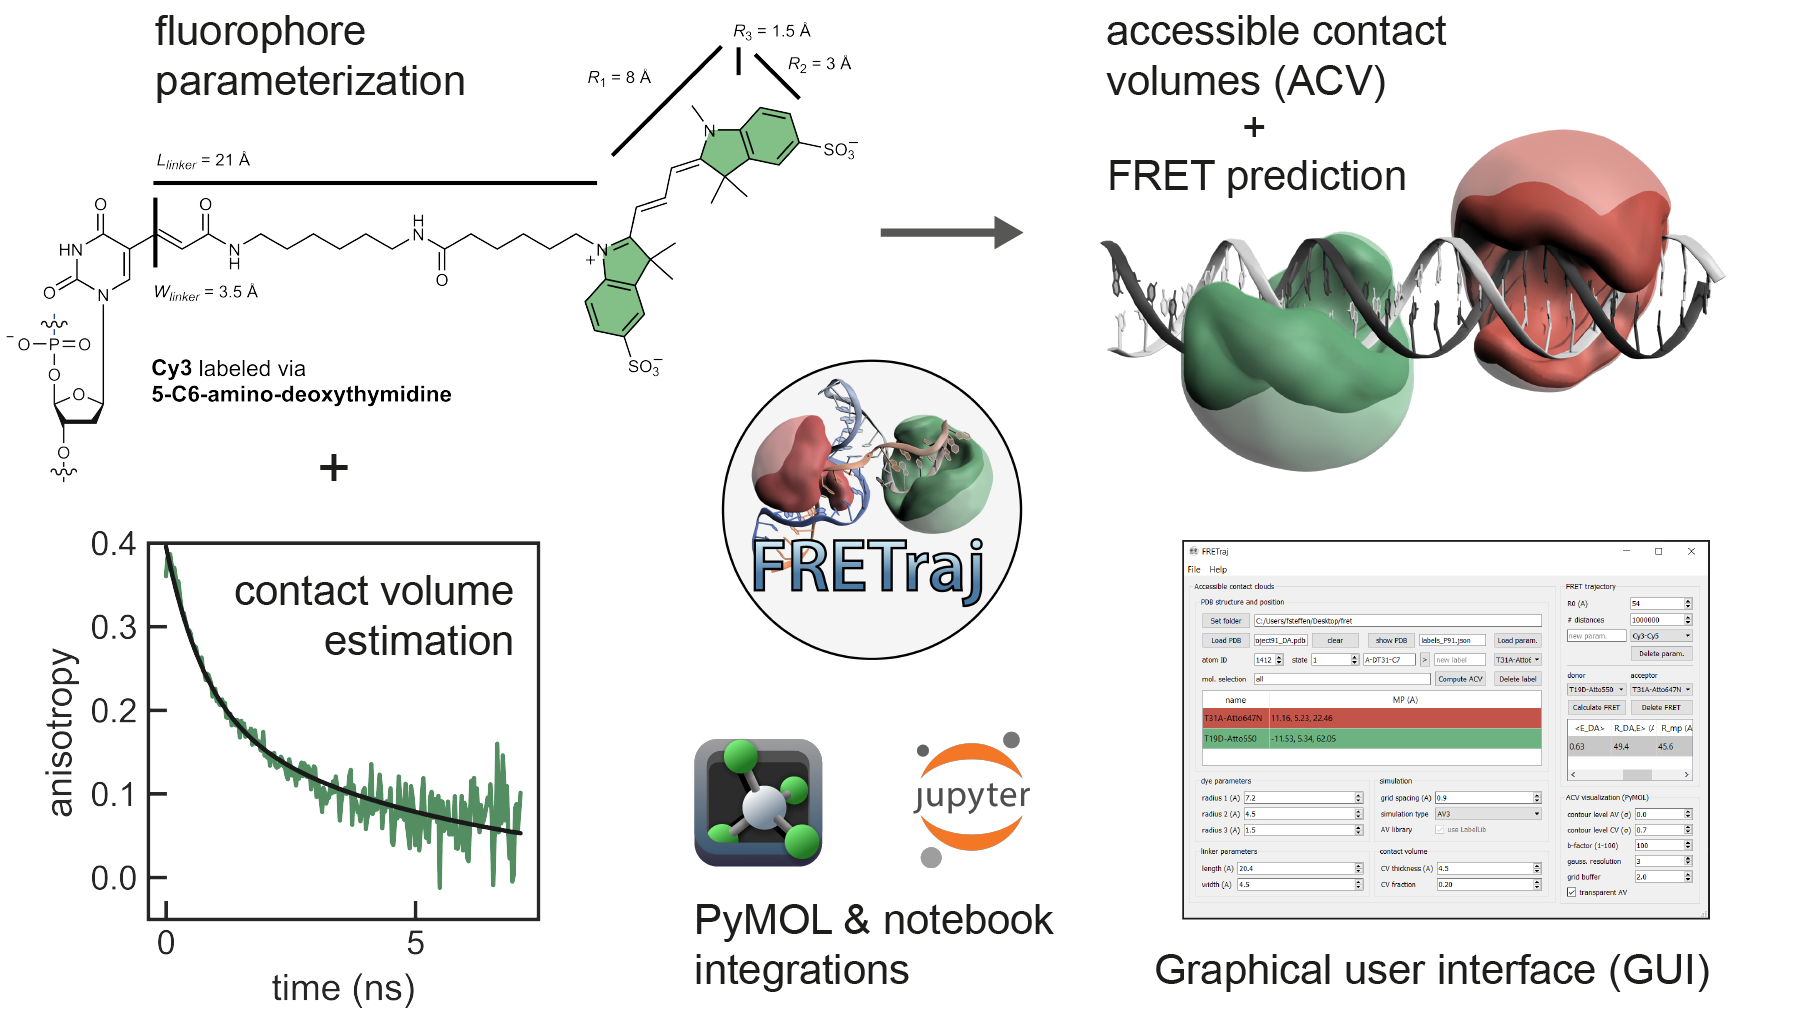 fluorophore
parameterization
R3 = 1.5 Å
R1 = 8 Å
R2 = 3 Å
Llinker = 21 Å
Wlinker = 3.5 Å
O
O
HN
O
N
N
H
H
N
O
N
+
N
SO3−
SO3−
−O
P
O
O
O
O
Cy3 labeled via
5-C6-amino-deoxythymidine
+
contact volume
estimation
anisotropy
0.4
0.3
0.2
0.1
0.0
0
5
time (ns)
accessible contact
volumes (ACV)
+
FRET prediction
FRETraj
jupyter
PyMOL & notebook
integrations
FRETraj
File Help
Accessible contact clouds
PDB structure and position
Set folder C:/Users/fsteffen/Desktop/fret
Load PDB oject91_DA.pdb clear show PDB labels_P91.json Load param.
atom ID 1412 state 1 A-DT31-C7 > new label T31A-Atto6
mol. selection all Compute ACV Delete label
name MP (A)
T31A-Atto647N 11.16, 5.23, 22.46
T19D-Atto550 -11.53, 5.34, 62.05
dye parameters
radius 1 (A) 7.2
radius 2 (A) 4.5
radius 3 (A) 1.5
linker parameters
length (A) 20.4
width (A) 4.5
simulation
grid spacing (A) 0.9
simulation type AV3
AV library use LabelLib
contact volume
CV thickness (A) 4.5
CV fraction 0.20
FRET trajectory
R0 (A) 54
# distances 1000000
new param. Cy3-Cy5
Delete param.
donor acceptor
T19D-Atto550 T31A-Atto647N
Calculate FRET Delete FRET
<E_DA> R_DA,E> (A R_mp (A
0.63 49.4 45.6
ACV visualization (PyMOL)
contour level AV (σ) 0.0
contour level CV (σ) 0.7
b-factor (1-100) 100
gauss. resolution 3
grid buffer 2.0
transparent AV
Graphical user interface (GUI)